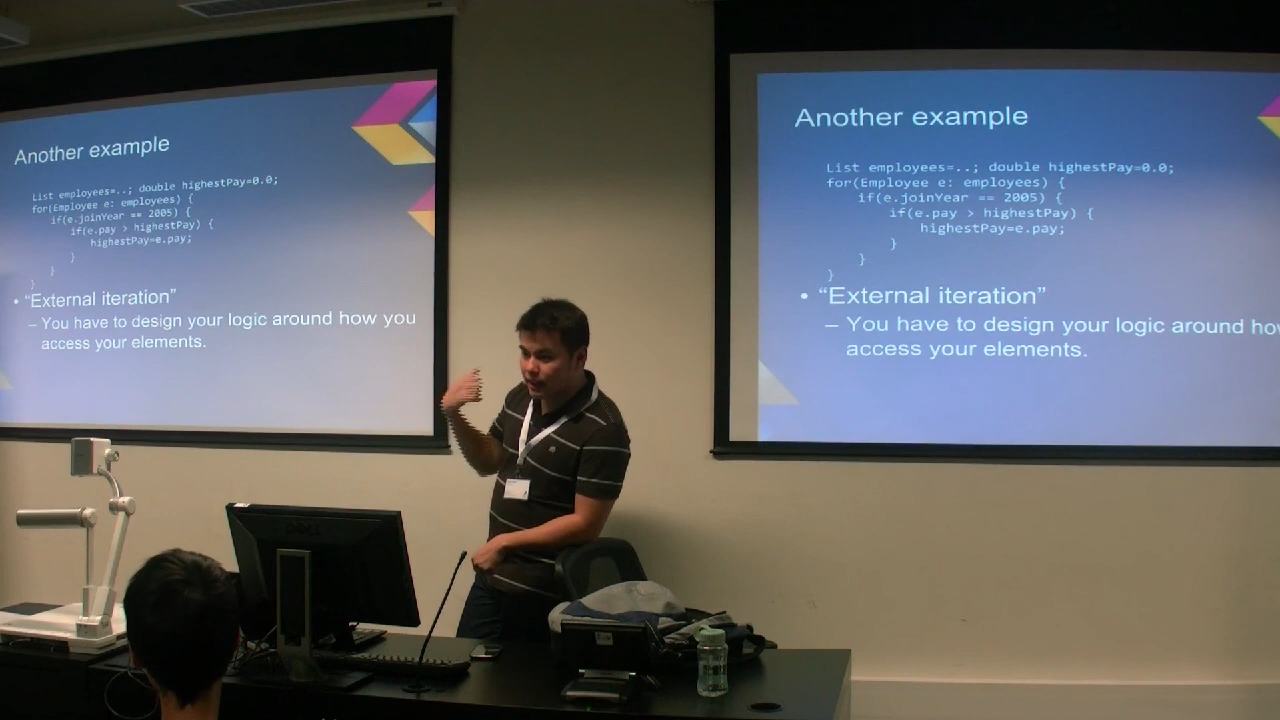 Another example
List employees=..; double highestPay=0.0;
for(Employee e: employees) {
if(e.joinYear == 2005) {
if(e.pay > highestPay) {
highestPay=e.pay;
}
}
}
• “External iteration”
– You have to design your logic around how you
access your elements.
Another example
List employees=..; double highestPay=0.0;
for(Employee e: employees) {
if(e.joinYear == 2005) {
if(e.pay > highestPay) {
highestPay=e.pay;
}
}
}
• “External iteration”
– You have to design your logic around how
access your elements.
DELL